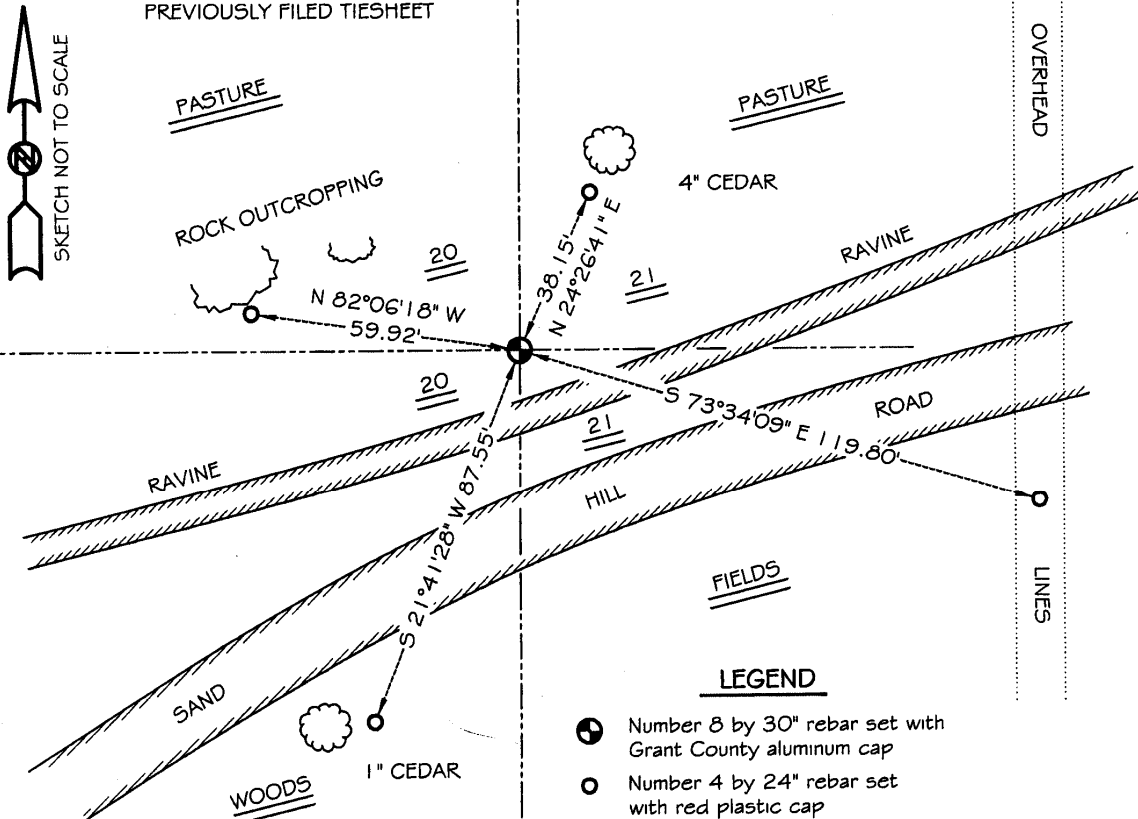 PREVIOUSLY FILED TIESHEET
SKETCH NOT TO SCALE
N
PASTURE
PASTURE
OVERHEAD
4" CEDAR
ROCK OUTCROPPING
RAVINE
20
21
38.15'
N 24°26'41" E
N 82°06'18" W
59.92'
20
21
S 73°34'09" E 119.80'
ROAD
RAVINE
S 21°41'28" W 87.55'
HILL
FIELDS
LINES
SAND
1" CEDAR
WOODS
LEGEND
Number 8 by 30" rebar set with
Grant County aluminum cap
Number 4 by 24" rebar set
with red plastic cap